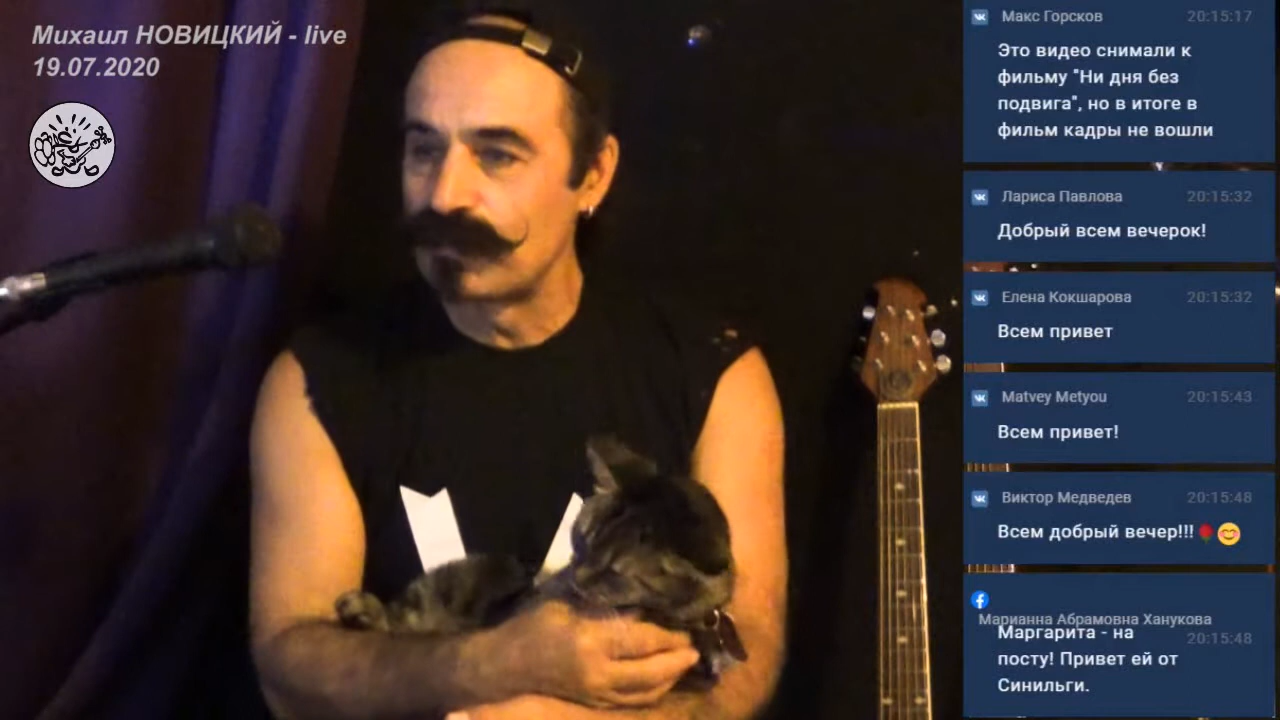 Михаил НОВИЦКИЙ - live
19.07.2020
Макс Горсков 20:15:17
Это видео снимали к
фильму "Ни дня без
подвига", но в итоге в
фильм кадры не вошли
Лариса Павлова 20:15:32
Добрый всем вечерок!
Елена Кокшарова 20:15:32
Всем привет
Matvey Metyou 20:15:43
Всем привет!
Виктор Медведев 20:15:48
Всем добрый вечер!!!🌹😊
Марианна Абрамовна Ханукова
20:15:48
Маргарита - на
посту! Привет ей от
Синильги.